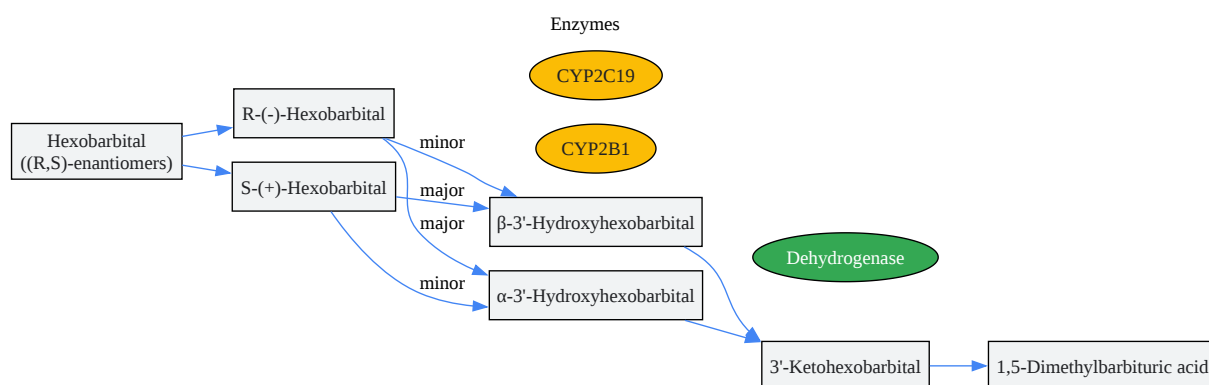 Enzymes
CYP2C19
R-(-)-Hexobarbital
Hexobarbital
((R,S)-enantiomers)
minor
CYP2B1
S-(+)-Hexobarbital
major
major
β-3'-Hydroxyhexobarbital
Dehydrogenase
minor
α-3'-Hydroxyhexobarbital
3'-Ketohexobarbital
1,5-Dimethylbarbituric acid